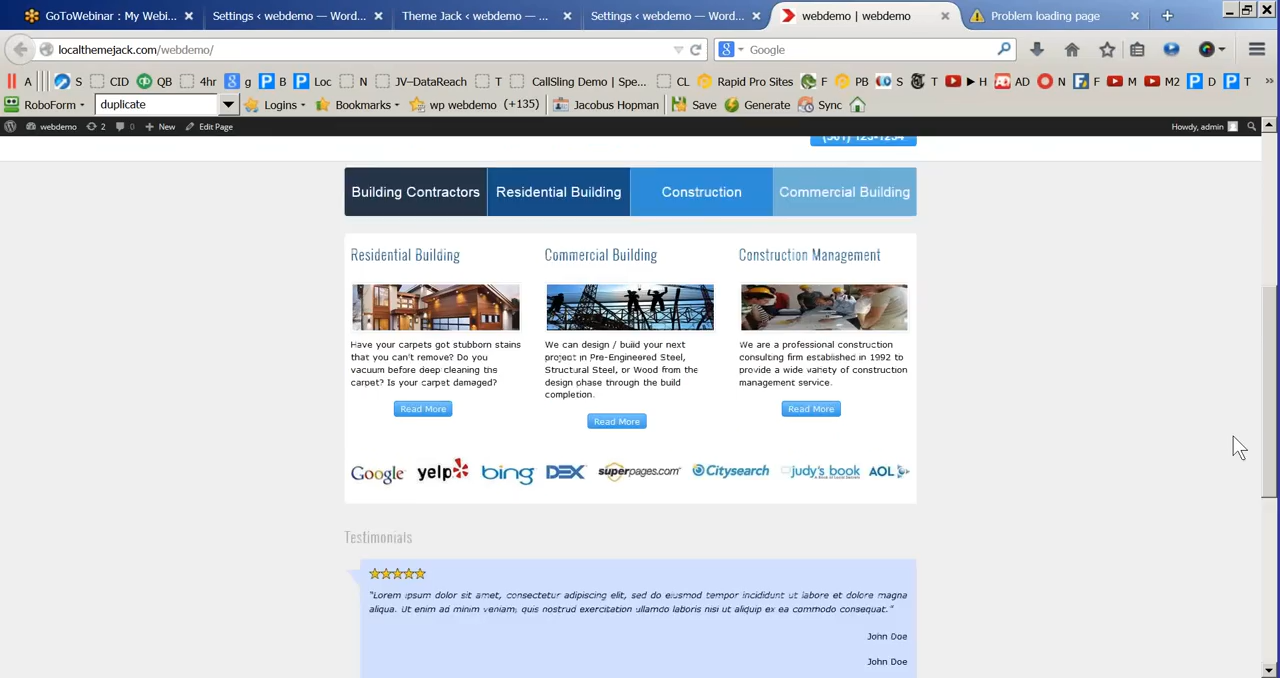 GoToWebinar : My Webi... × Settings ‹ webdemo — Word... × Theme Jack ‹ webdemo — ... × Settings ‹ webdemo — Word... × webdemo | webdemo × Problem loading page ×
localthemejack.com/webdemo/ Google
A S CID QB 4hr g B Loc N JV--DataReach T CallSling Demo | Spe... CL Rapid Pro Sites F PB S T H AD N F M M2 D T »
RoboForm duplicate Logins Bookmarks wp webdemo (+135) Jacobus Hopman Save Generate Sync
webdemo 2 0 New Edit Page Howdy, admin
(561) 123-1234
Building Contractors Residential Building Construction Commercial Building
Residential Building Commercial Building Construction Management
Have your carpets got stubborn stains
that you can't remove? Do you
vacuum before deep cleaning the
carpet? Is your carpet damaged?
Read More
We can design / build your next
project in Pre-Engineered Steel,
Structural Steel, or Wood from the
design phase through the build
completion.
Read More
We are a professional construction
consulting firm established in 1992 to
provide a wide variety of construction
management service.
Read More
Google yelp bing DEX superpages.com Citysearch judy's book AOL
Testimonials
"Lorem ipsum dolor sit amet, consectetur adipiscing elit, sed do eiusmod tempor incididunt ut labore et dolore magna
aliqua. Ut enim ad minim veniam, quis nostrud exercitation ullamco laboris nisi ut aliquip ex ea commodo consequat."
John Doe
John Doe